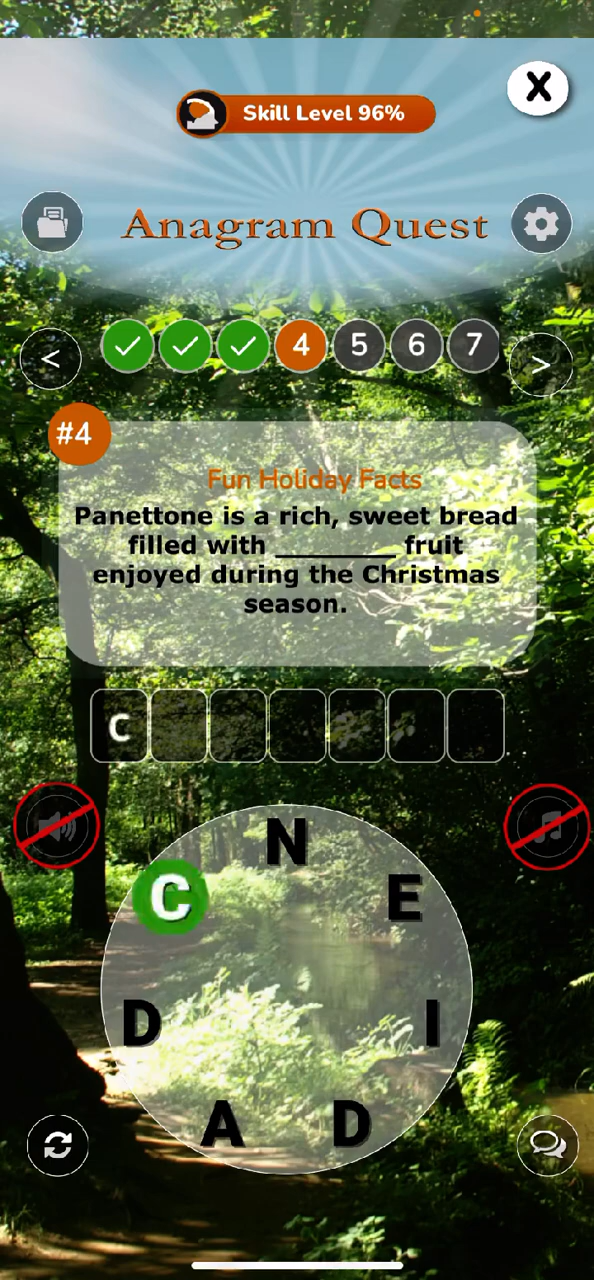 Skill Level 96%
X
Anagram Quest
< 4 5 6 7 >
#4
Fun Holiday Facts
Panettone is a rich, sweet bread
filled with ________ fruit
enjoyed during the Christmas
season.
C
N
C E
D I
A D